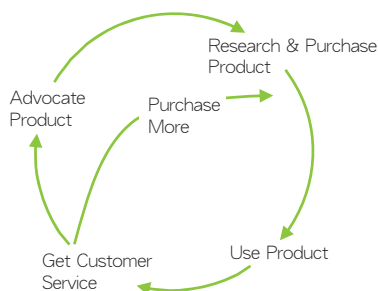 Research & Purchase
Product
Advocate
Product
Purchase
More
Use Product
Get Customer
Service